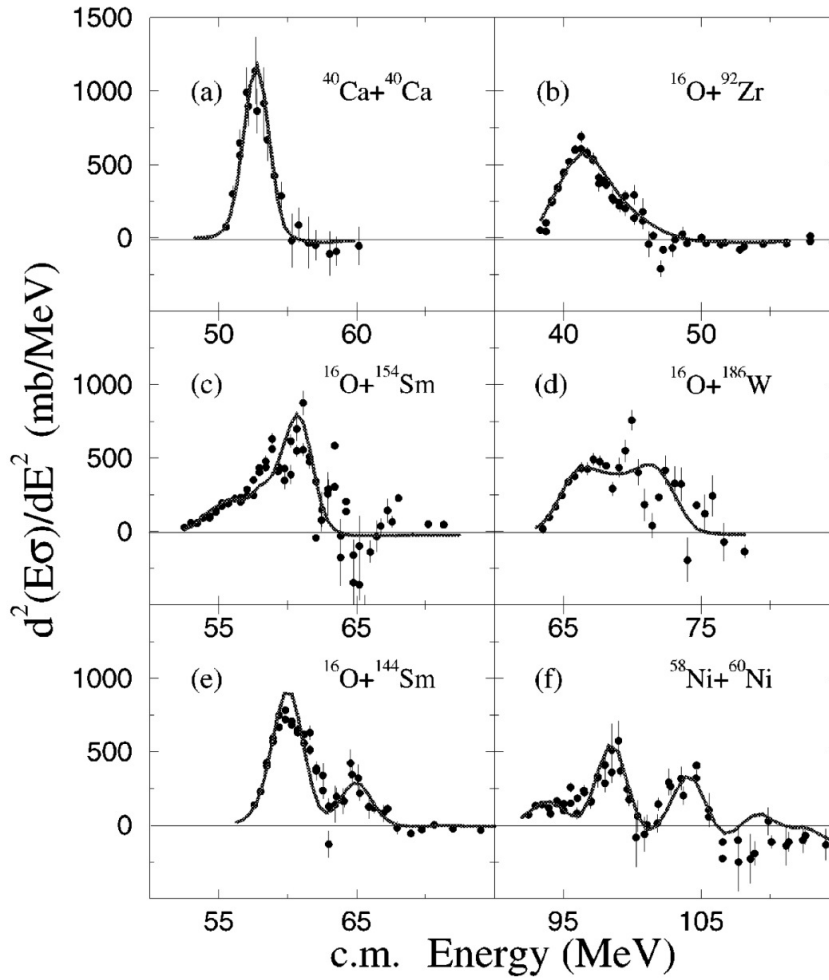 1500
1000
500
0
(a) ⁴⁰Ca+⁴⁰Ca
(b) ¹⁶O+⁹²Zr
50 60
40 50
1000
500
0
(c) ¹⁶O+¹⁵⁴Sm
(d) ¹⁶O+¹⁸⁶W
55 65
65 75
1000
500
0
(e) ¹⁶O+¹⁴⁴Sm
(f) ⁵⁸Ni+⁶⁰Ni
55 65
95 105
d²(Eσ)/dE² (mb/MeV)
c.m. Energy (MeV)